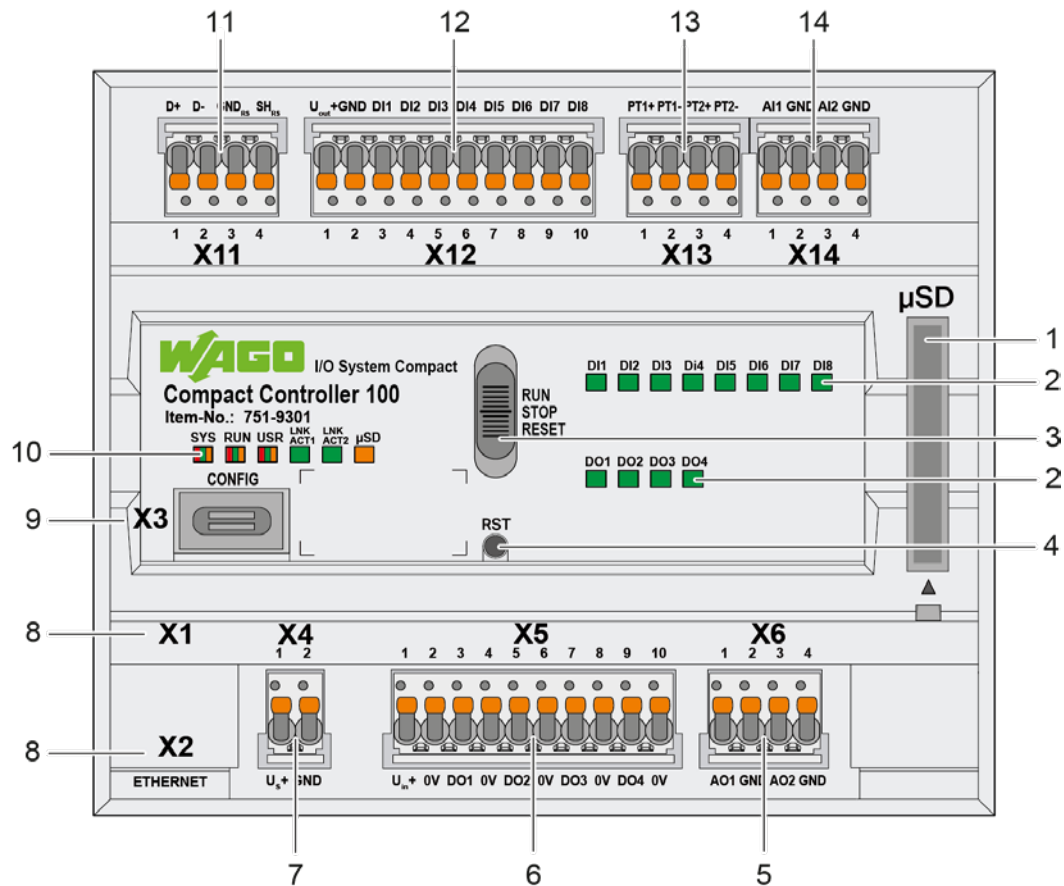 11 12 13 14
D+ D- GND RS SH RS U out + GND DI1 DI2 DI3 DI4 DI5 DI6 DI7 DI8 PT1+ PT1- PT2+ PT2- AI1 GND AI2 GND
1 2 3 4 1 2 3 4 5 6 7 8 9 10 1 2 3 4 1 2 3 4
X11 X12 X13 X14
µSD
1
WAGO I/O System Compact
Compact Controller 100
Item-No.: 751-9301
SYS RUN USR LNK ACT1 LNK ACT2 µSD
10
CONFIG
9 X3
RUN
STOP
RESET
3
DI1 DI2 DI3 Di4 DI5 DI6 DI7 DI8
2
DO1 DO2 DO3 DO4
2
RST
4
8 X1 X4 X5 X6
1 2 1 2 3 4 5 6 7 8 9 10 1 2 3 4
8 X2
ETHERNET U s + GND U in + 0V DO1 0V DO2 0V DO3 0V DO4 0V AO1 GND AO2 GND
7 6 5